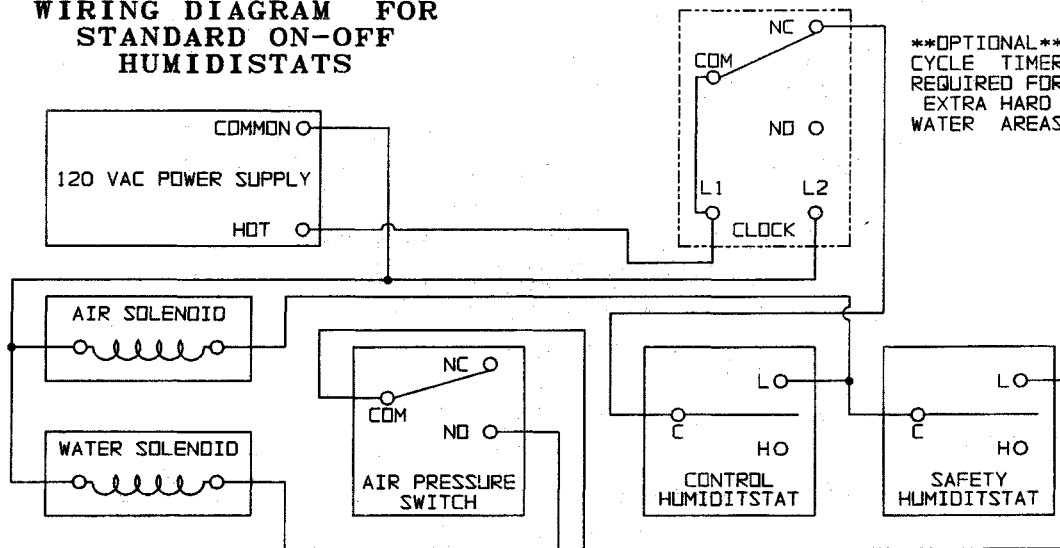 WIRING DIAGRAM FOR
STANDARD ON-OFF
HUMIDISTATS
NC
COM
NO
L1
L2
CLOCK
**OPTIONAL**
CYCLE TIMER
REQUIRED FOR
EXTRA HARD
WATER AREAS
COMMON
120 VAC POWER SUPPLY
HOT
AIR SOLENOID
WATER SOLENOID
NC
COM
NO
AIR PRESSURE
SWITCH
L
C
H
CONTROL
HUMIDITSTAT
L
C
H
SAFETY
HUMIDITSTAT